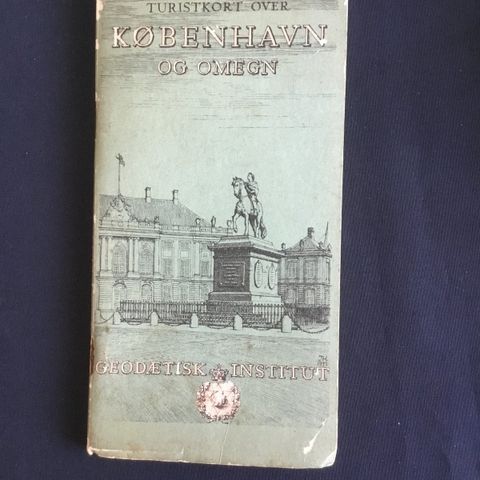 TURISTKORT OVER
KØBENHAVN
OG OMEGN
GEODÆTISK INSTITUT